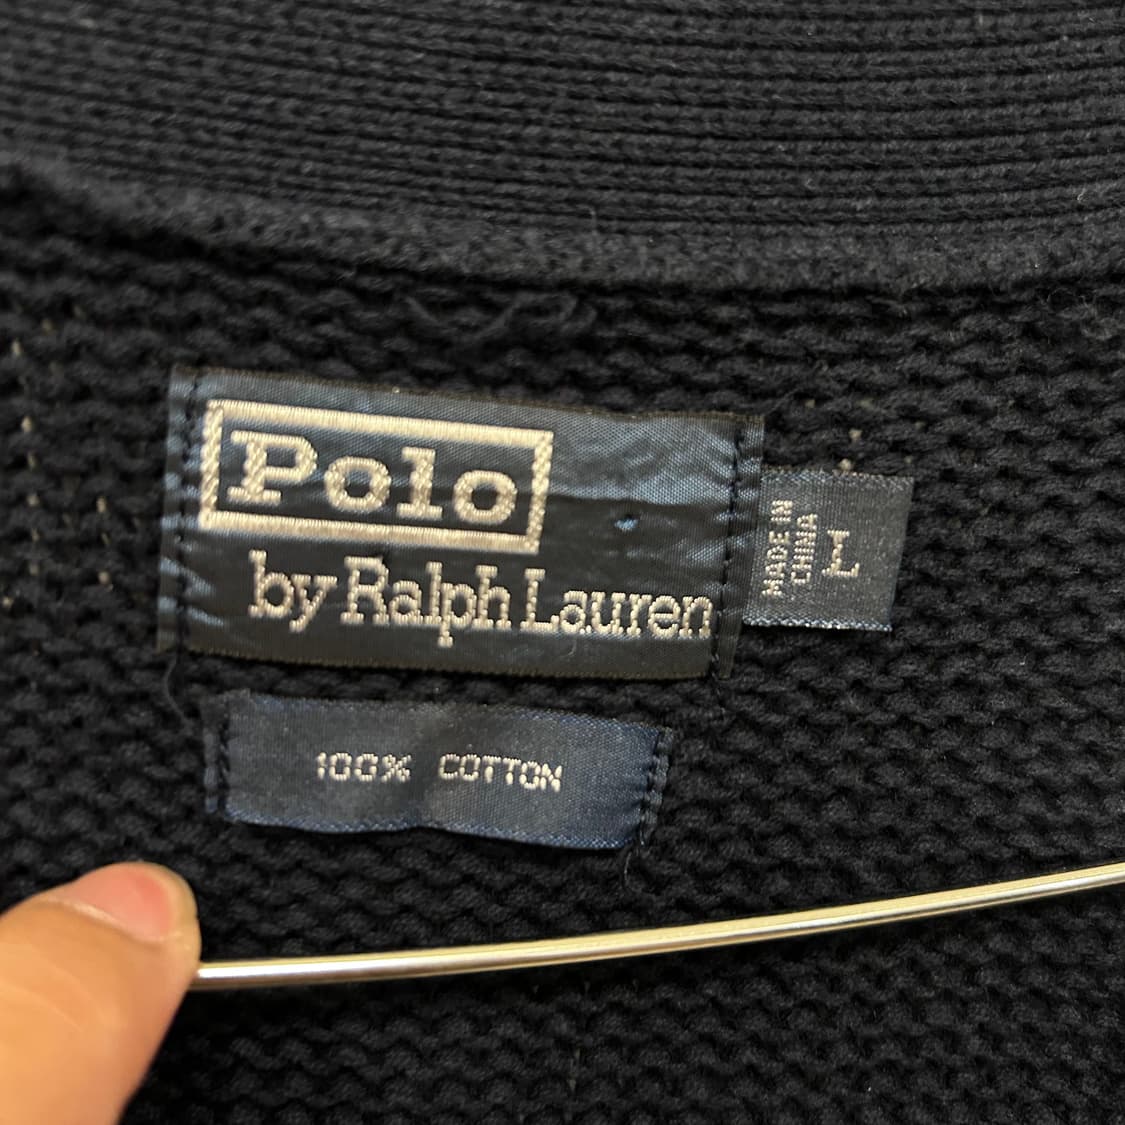 Polo
by Ralph Lauren
MADE IN
CHINA
L
100% COTTON